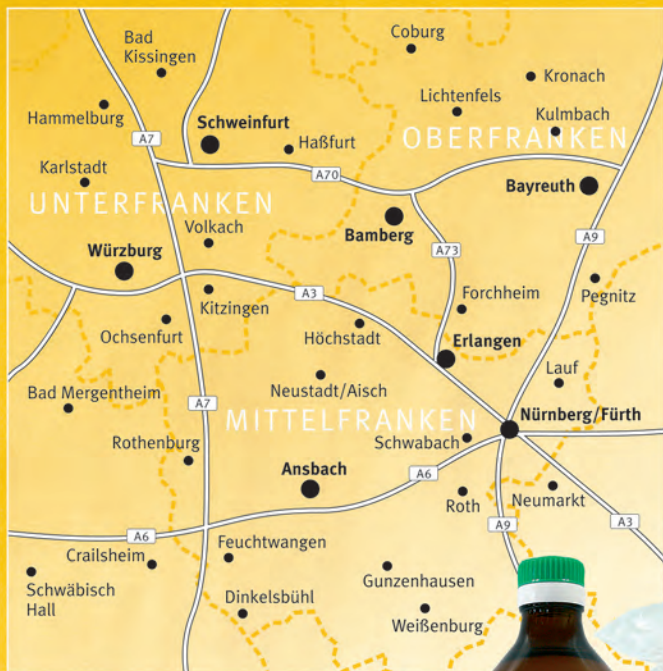 Coburg
Bad
Kissingen
Kronach
Lichtenfels
Hammelburg
Kulmbach
A7
Schweinfurt
Haßfurt
OBERFRANKEN
Karlstadt
A70
Bayreuth
UNTERFRANKEN
Bamberg
Volkach
A73
A9
Würzburg
Kitzingen
A3
Forchheim
Pegnitz
Ochsenfurt
Höchstadt
Erlangen
Lauf
Bad Mergentheim
Neustadt/Aisch
A7
MITTELFRANKEN
Nürnberg/Fürth
Rothenburg
Schwabach
Ansbach
A6
Roth
Neumarkt
A9
A3
A6
Crailsheim
Feuchtwangen
Schwäbisch
Hall
Gunzenhausen
Dinkelsbühl
Weißenburg